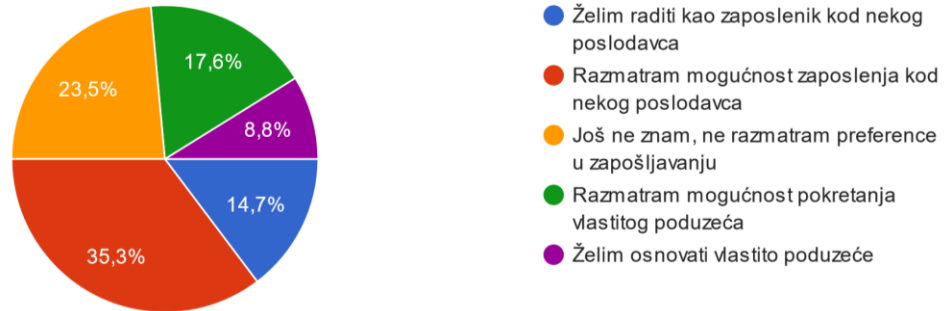 17,6%
23,5%
8,8%
14,7%
35,3%
Želim raditi kao zaposlenik kod nekog
poslodavca
Razmatram mogućnost zaposlenja kod
nekog poslodavca
Još ne znam, ne razmatram preference
u zapošljavanju
Razmatram mogućnost pokretanja
vlastitog poduzeća
Želim osnovati vlastito poduzeće